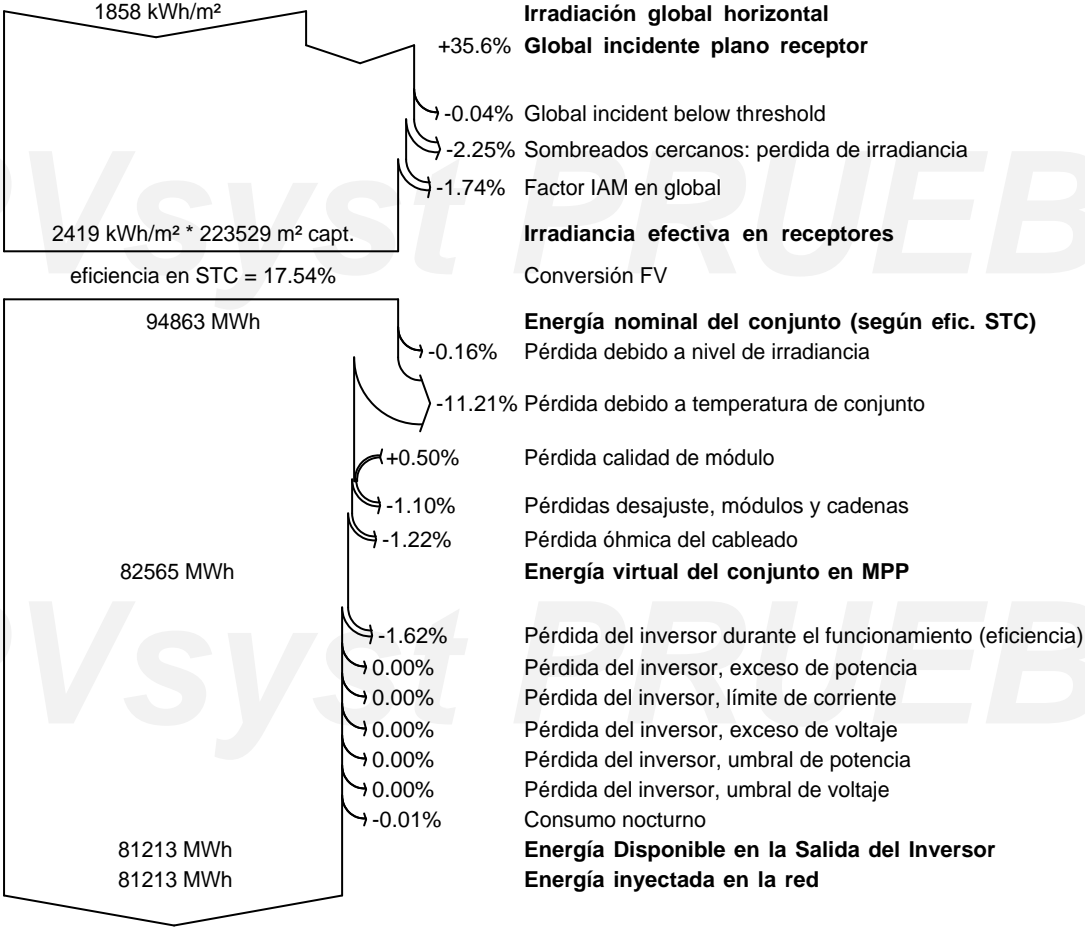 1858 kWh/m² Irradiación global horizontal
+35.6% Global incidente plano receptor
-0.04% Global incident below threshold
-2.25% Sombreados cercanos: perdida de irradiancia
-1.74% Factor IAM en global
2419 kWh/m² * 223529 m² capt. Irradiancia efectiva en receptores
eficiencia en STC = 17.54% Conversión FV
94863 MWh Energía nominal del conjunto (según efic. STC)
-0.16% Pérdida debido a nivel de irradiancia
-11.21% Pérdida debido a temperatura de conjunto
+0.50% Pérdida calidad de módulo
-1.10% Pérdidas desajuste, módulos y cadenas
-1.22% Pérdida óhmica del cableado
82565 MWh Energía virtual del conjunto en MPP
-1.62% Pérdida del inversor durante el funcionamiento (eficiencia)
0.00% Pérdida del inversor, exceso de potencia
0.00% Pérdida del inversor, límite de corriente
0.00% Pérdida del inversor, exceso de voltaje
0.00% Pérdida del inversor, umbral de potencia
0.00% Pérdida del inversor, umbral de voltaje
-0.01% Consumo nocturno
81213 MWh Energía Disponible en la Salida del Inversor
81213 MWh Energía inyectada en la red
PVsyst PRUEB
PVsyst PRUEB